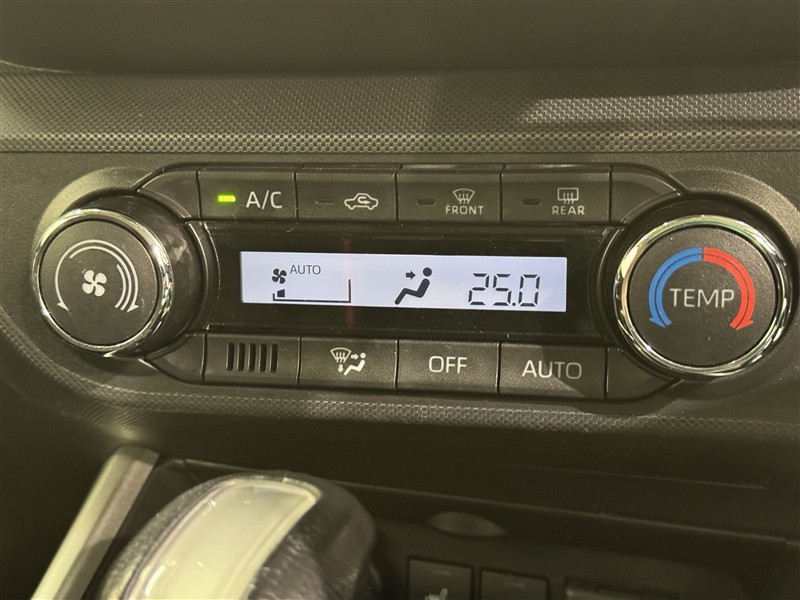 A/C
FRONT
REAR
AUTO
25.0
TEMP
OFF
AUTO